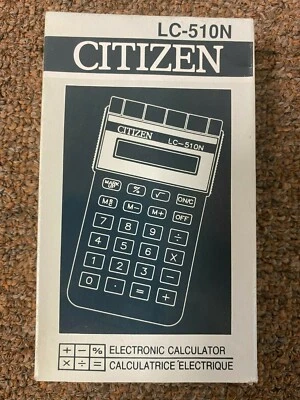 LC-510N
CITIZEN
CITIZEN LC-510N
% √ ON/C
M- M+ OFF
7 8 9 ÷
4 5 6 X
1 2 3 -
0 . = +
+ - % ELECTRONIC CALCULATOR
× ÷ = CALCULATRICE ELECTRIQUE